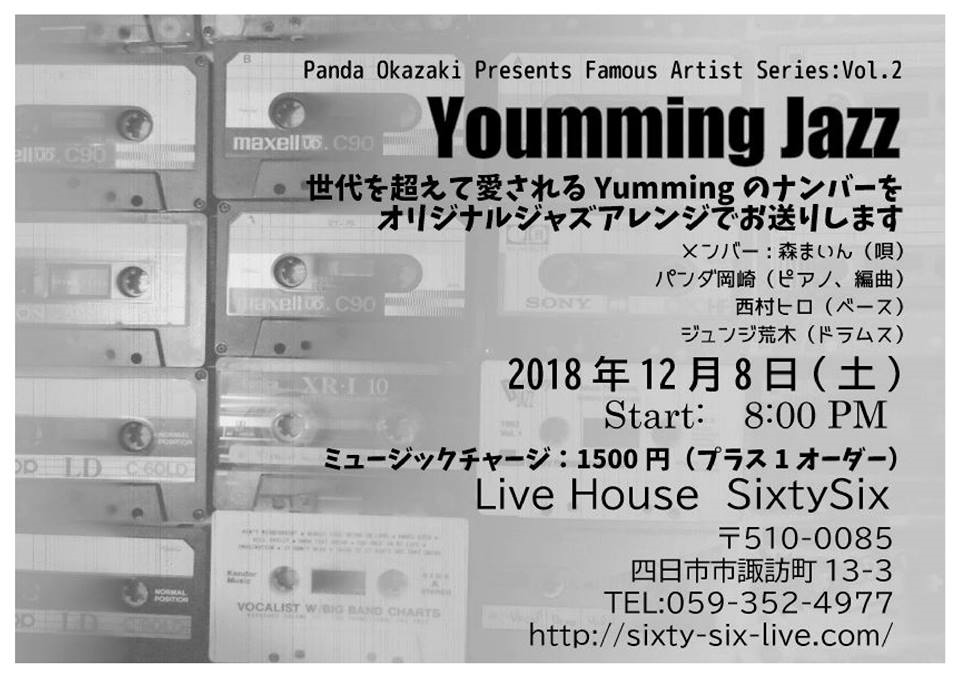 Panda Okazaki Presents Famous Artist Series:Vol.2
Youmming Jazz
世代を超えて愛される Yumming のナンバーを
オリジナルジャズアレンジでお送りします
メンバー：森まいん（唄）
パンダ岡崎（ピアノ、編曲）
西村ヒロ（ベース）
ジュンジ荒木（ドラムス）
2018 年 12 月 8 日 ( 土 )
Start: 8:00 PM
ミュージックチャージ：1500 円（プラス 1 オーダー）
Live House SixtySix
〒510-0085
四日市市諏訪町 13-3
TEL:059-352-4977
http://sixty-six-live.com/
B
maxell UD. C90
maxell UD. C90
SONY
XR-I 10
JAZZ
NORMAL
POSITION
LD C-60LD
Kendor
Music
SIDE
A
STEREO
VOCALIST W/BIG BAND CHARTS
NORMAL
POSITION